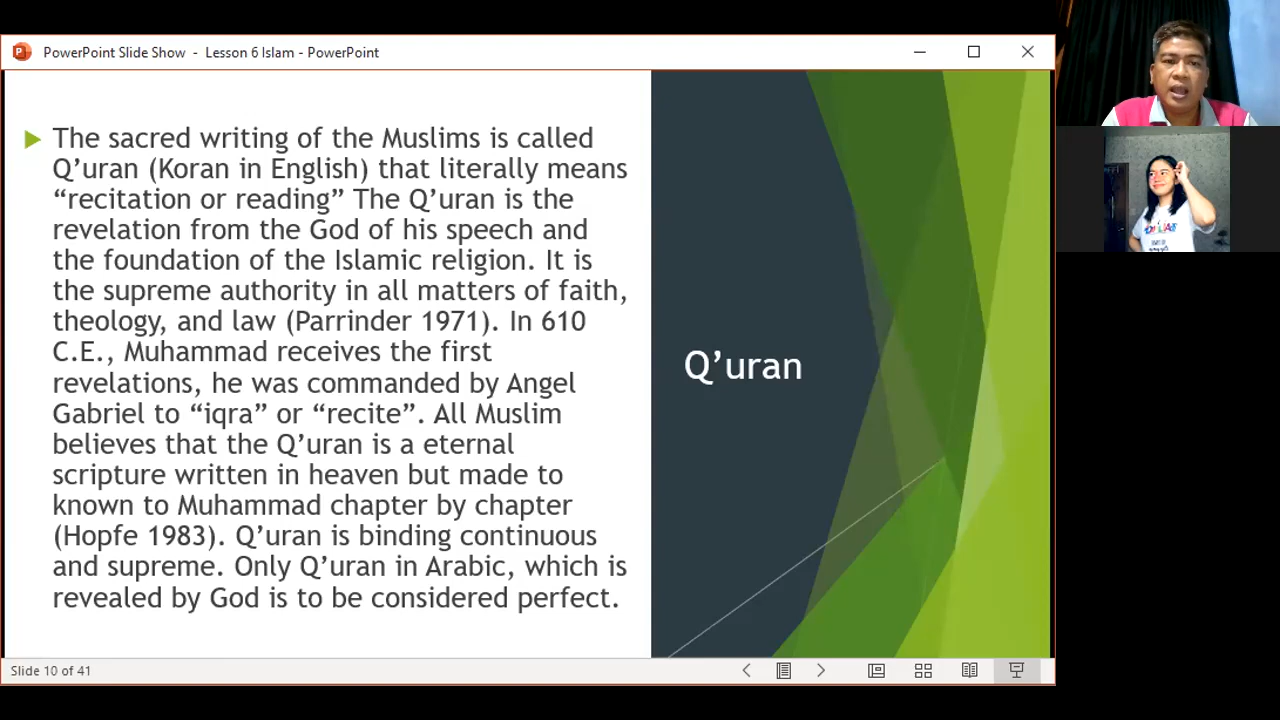 PowerPoint Slide Show - Lesson 6 Islam - PowerPoint
The sacred writing of the Muslims is called
Q’uran (Koran in English) that literally means
“recitation or reading” The Q’uran is the
revelation from the God of his speech and
the foundation of the Islamic religion. It is
the supreme authority in all matters of faith,
theology, and law (Parrinder 1971). In 610
C.E., Muhammad receives the first
revelations, he was commanded by Angel
Gabriel to “iqra” or “recite”. All Muslim
believes that the Q’uran is a eternal
scripture written in heaven but made to
known to Muhammad chapter by chapter
(Hopfe 1983). Q’uran is binding continuous
and supreme. Only Q’uran in Arabic, which is
revealed by God is to be considered perfect.
Q’uran
Slide 10 of 41